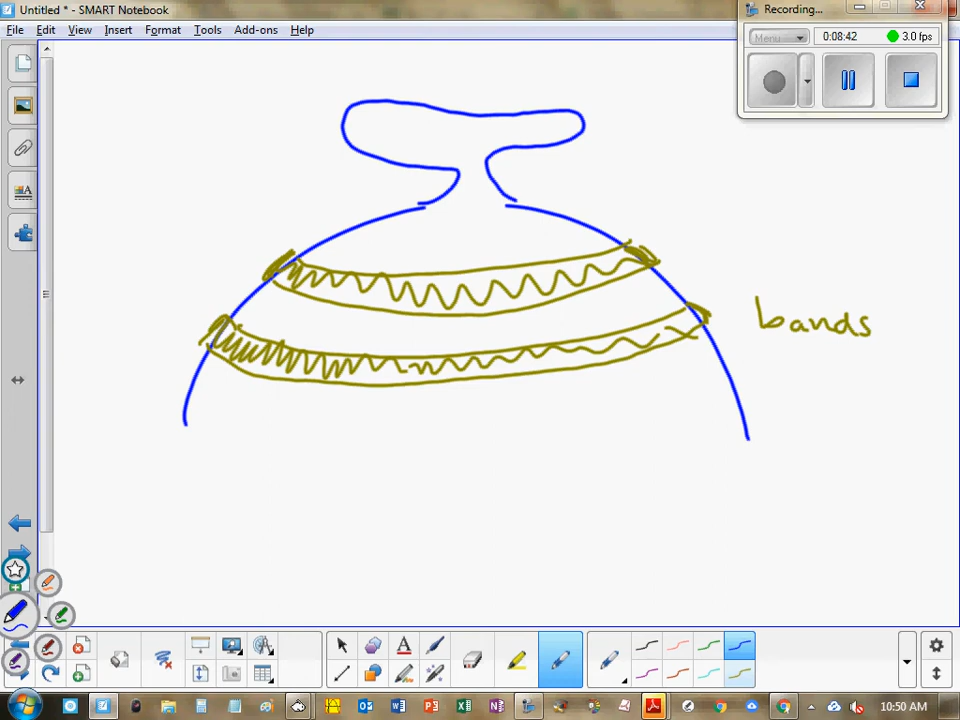 Untitled * - SMART Notebook
Recording...
File Edit View Insert Format Tools Add-ons Help
Menu
0:08:42
3.0 fps
bands
10:50 AM